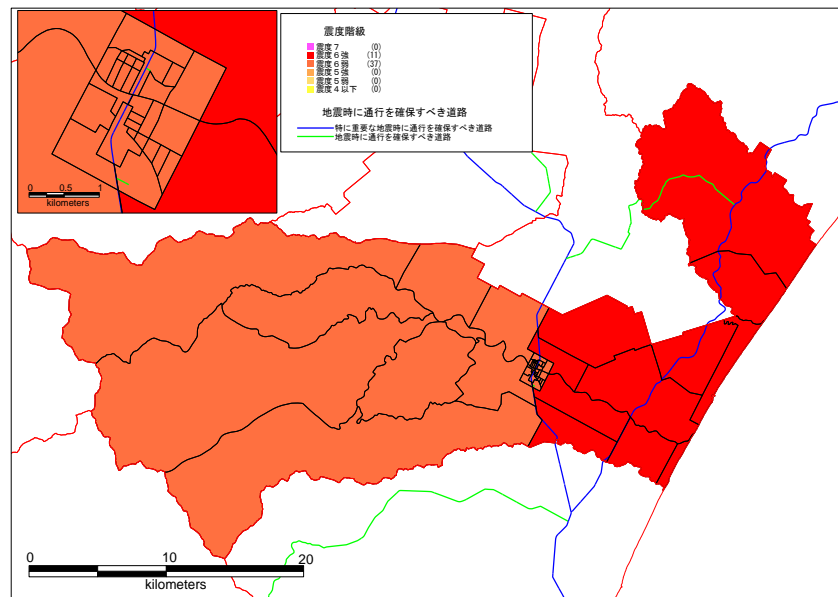 震度階級
震度7 (0)
震度6強 (11)
震度6弱 (37)
震度5強 (0)
震度5弱 (0)
震度4以下 (0)
地震時に通行を確保すべき道路
特に重要な地震時に通行を確保すべき道路
地震時に通行を確保すべき道路
0 0.5 1
kilometers
0 10 20
kilometers